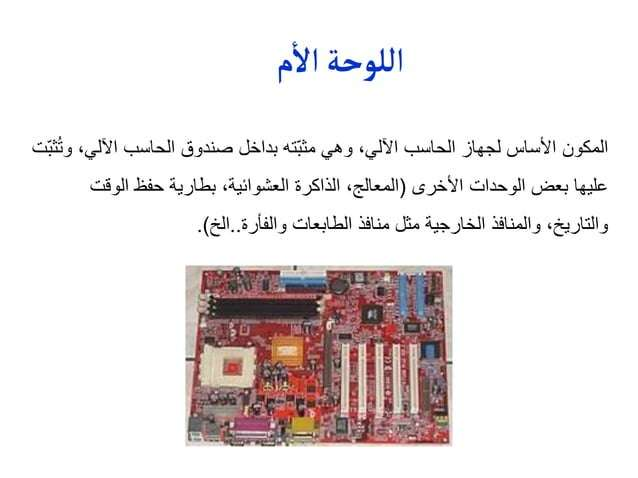 اللوحة الأم
المكون الأساس لجهاز الحاسب الآلي، وهي مثبّته بداخل صندوق الحاسب الآلي، وتُثبّت
عليها بعض الوحدات الأخرى (المعالج، الذاكرة العشوائية، بطارية حفظ الوقت
والتاريخ، والمنافذ الخارجية مثل منافذ الطابعات والفأرة..الخ).